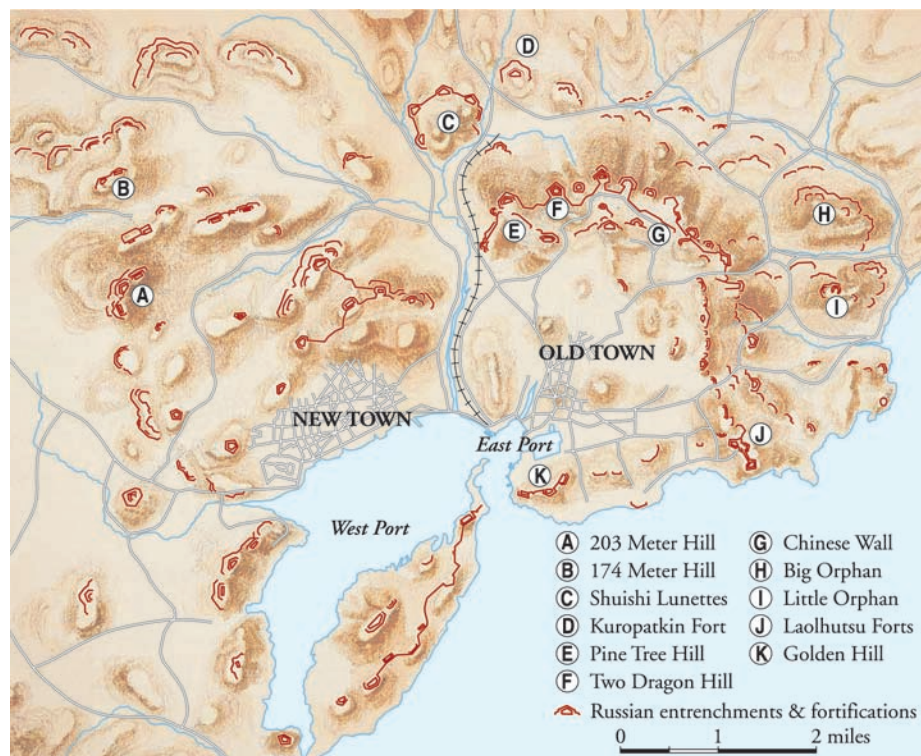 D
C
B
H
F
E
G
A
I
OLD TOWN
NEW TOWN
J
East Port
K
West Port
A 203 Meter Hill
B 174 Meter Hill
C Shuishi Lunettes
D Kuropatkin Fort
E Pine Tree Hill
F Two Dragon Hill
G Chinese Wall
H Big Orphan
I Little Orphan
J Laolhutsu Forts
K Golden Hill
Russian entrenchments & fortifications
0 1 2 miles